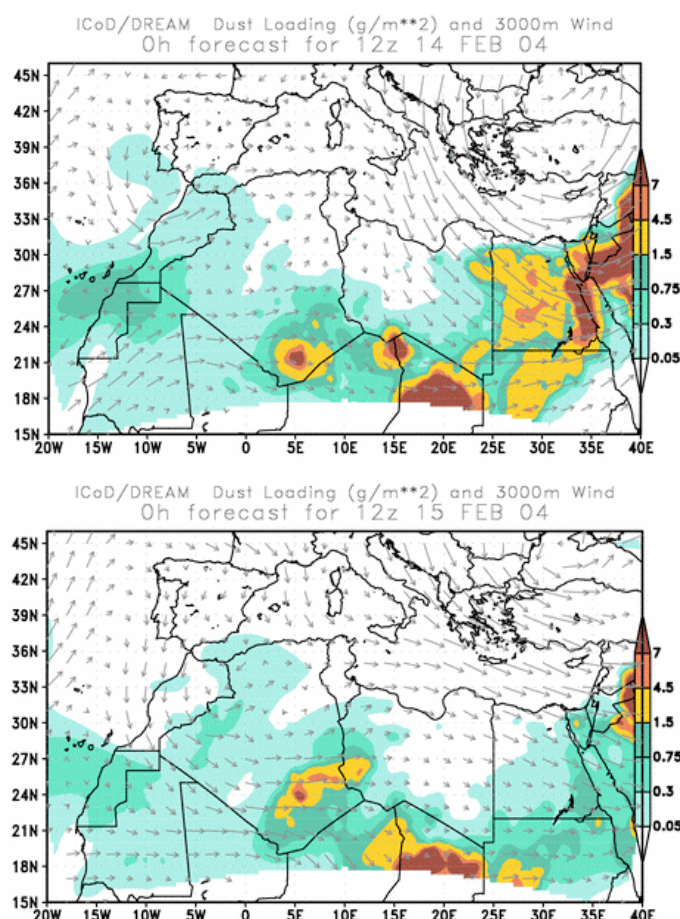 ICoD/DREAM Dust Loading (g/m**2) and 3000m Wind
0h forecast for 12z 14 FEB 04
45N
42N
39N
36N
33N
30N
27N
24N
21N
18N
15N
20W 15W 10W 5W 0 5E 10E 15E 20E 25E 30E 35E 40E
7
4.5
1.5
0.75
0.3
0.05
ICoD/DREAM Dust Loading (g/m**2) and 3000m Wind
0h forecast for 12z 15 FEB 04
45N
42N
39N
36N
33N
30N
27N
24N
21N
18N
15N
20W 15W 10W 5W 0 5E 10E 15E 20E 25E 30E 35E 40E
7
4.5
1.5
0.75
0.3
0.05